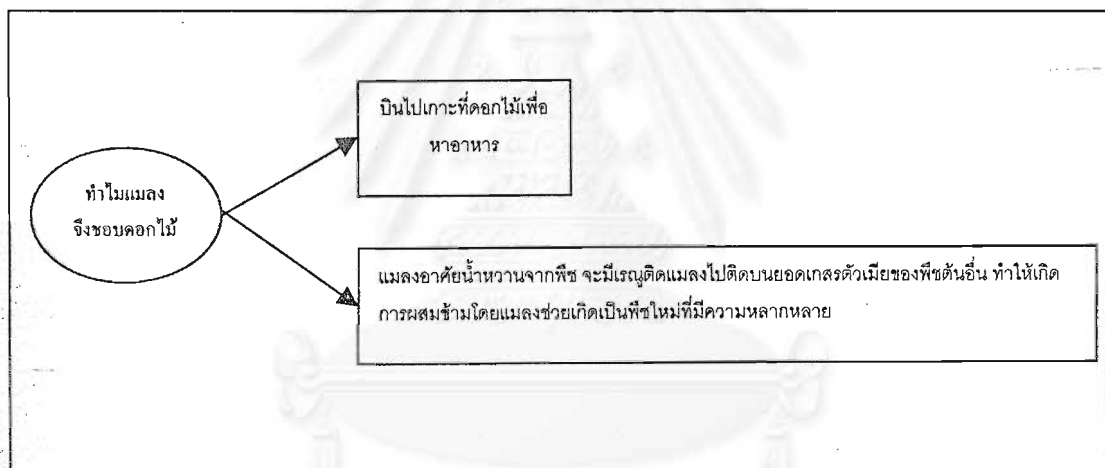 บินไปเกาะที่ดอกไม้เพื่อ
หาอาหาร
ทำไมแมลง
จึงชอบดอกไม้
แมลงอาศัยน้ำหวานจากพืช จะมีเรณูติดแมลงไปติดบนยอดเกสรตัวเมียของพืชต้นอื่น ทำให้เกิด
การผสมข้ามโดยแมลงช่วยเกิดเป็นพืชใหม่ที่มีความหลากหลาย